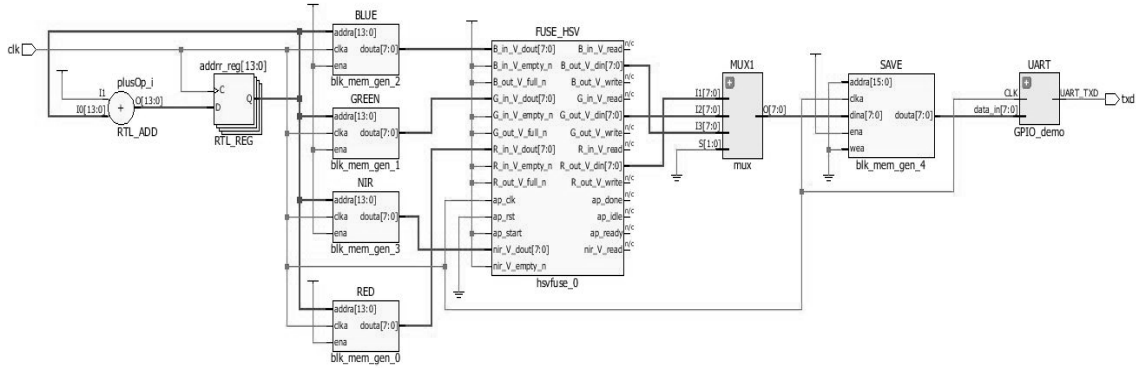 clk
plusOp_i
I1
I0[13:0]
+
O[13:0]
RTL_ADD
addrr_reg[13:0]
C
D
Q
RTL_REG
BLUE
addra[13:0]
clka
ena
douta[7:0]
blk_mem_gen_2
GREEN
addra[13:0]
clka
ena
douta[7:0]
blk_mem_gen_1
NIR
addra[13:0]
clka
ena
douta[7:0]
blk_mem_gen_3
RED
addra[13:0]
clka
ena
douta[7:0]
blk_mem_gen_0
FUSE_HSV
B_in_V_dout[7:0] B_in_V_read n/c
B_in_V_empty_n B_out_V_din[7:0]
B_out_V_full_n B_out_V_write n/c
G_in_V_dout[7:0] G_in_V_read n/c
G_in_V_empty_n G_out_V_din[7:0]
G_out_V_full_n G_out_V_write n/c
R_in_V_dout[7:0] R_in_V_read n/c
R_in_V_empty_n R_out_V_din[7:0]
R_out_V_full_n R_out_V_write n/c
ap_clk ap_done n/c
ap_rst ap_idle n/c
ap_start ap_ready n/c
nir_V_dout[7:0] nir_V_read n/c
nir_V_empty_n
hsvfuse_0
MUX1
+
I1[7:0]
I2[7:0]
I3[7:0]
S[1:0]
O[7:0]
mux
SAVE
addra[15:0]
clka
dina[7:0]
ena
wea
douta[7:0]
blk_mem_gen_4
UART
+
CLK
data_in[7:0]
UART_TXD
GPIO_demo
txd